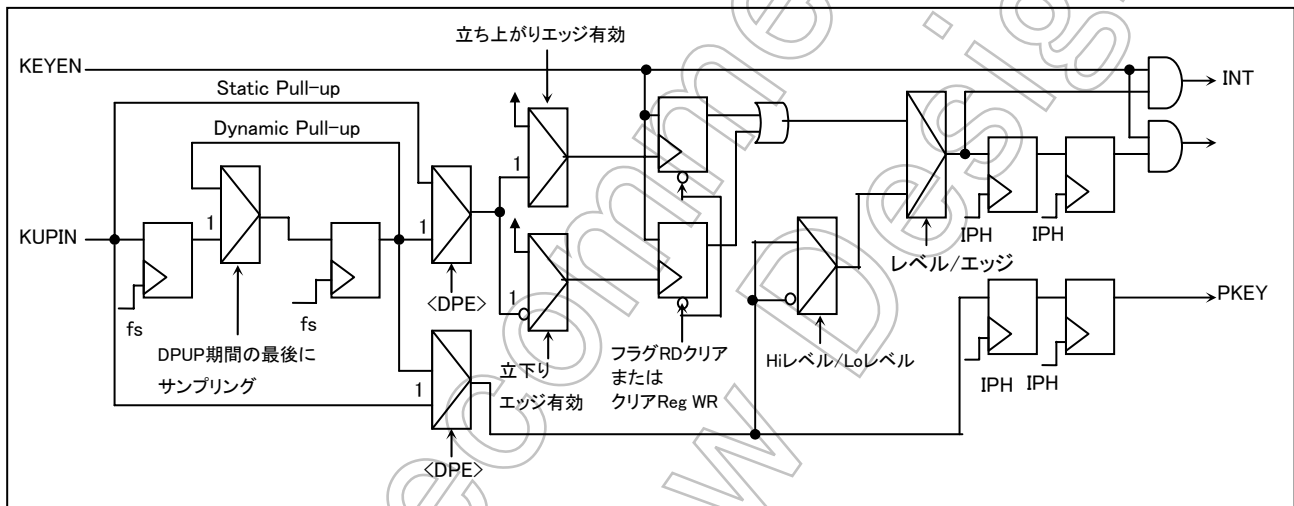 立ち上がりエッジ有効
KEYEN
INT
Static Pull-up
Dynamic Pull-up
1
1
1
KUPIN
1
fs
fs
<DPE>
DPUP期間の最後に
サンプリング
1
立下り
エッジ有効
フラグRDクリア
または
クリアReg WR
Hiレベル/Loレベル
IPH
IPH
レベル/エッジ
PKEY
IPH
IPH
<DPE>
ecomme
w Desig